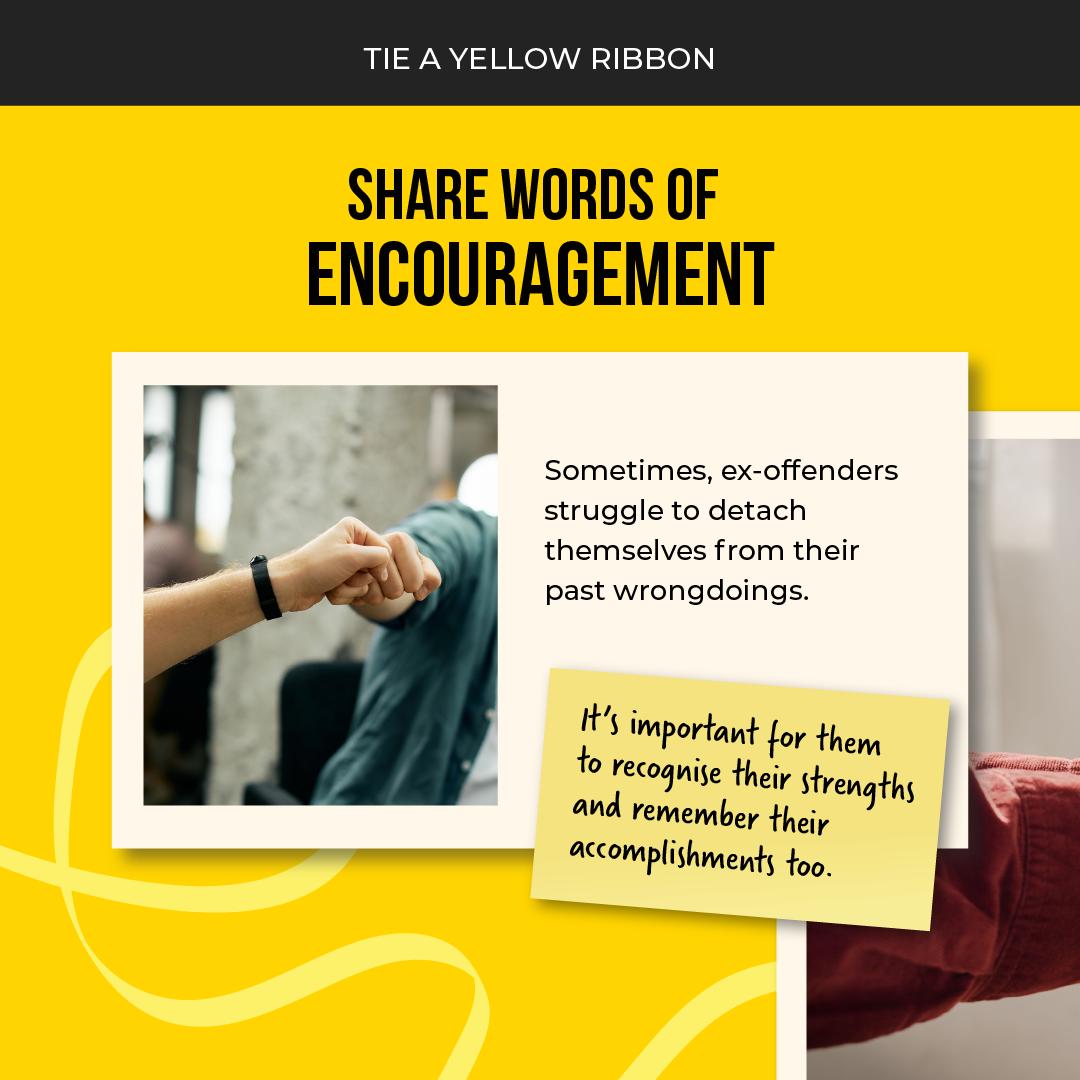 TIE A YELLOW RIBBON
SHARE WORDS OF
ENCOURAGEMENT
Sometimes, ex-offenders
struggle to detach
themselves from their
past wrongdoings.
It's important for them
to recognise their strengths
and remember their
accomplishments too.